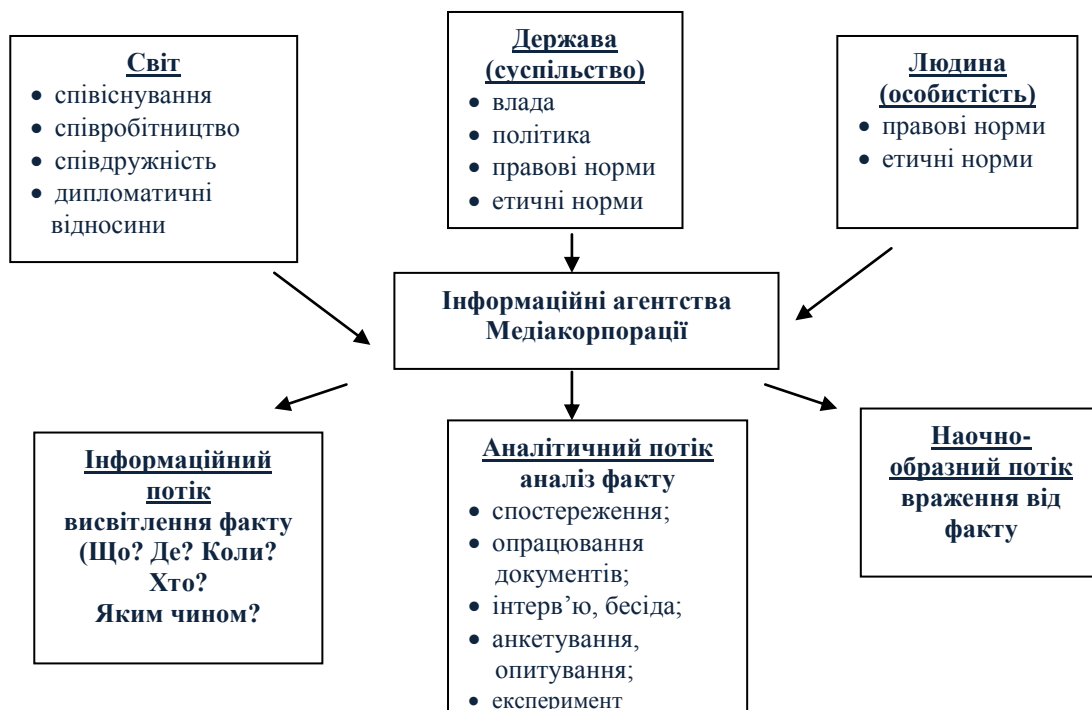 Світ
• співіснування
• співробітництво
• співдружність
• дипломатичні
відносини
Держава
(суспільство)
• влада
• політика
• правові норми
• етичні норми
Людина
(особистість)
• правові норми
• етичні норми
Інформаційні агентства
Медіакорпорації
Інформаційний
потік
висвітлення факту
(Що? Де? Коли?
Хто?
Яким чином?
Аналітичний потік
аналіз факту
• спостереження;
• опрацювання
документів;
• інтерв’ю, бесіда;
• анкетування,
опитування;
• експеримент
Наочно-
образний потік
враження від
факту